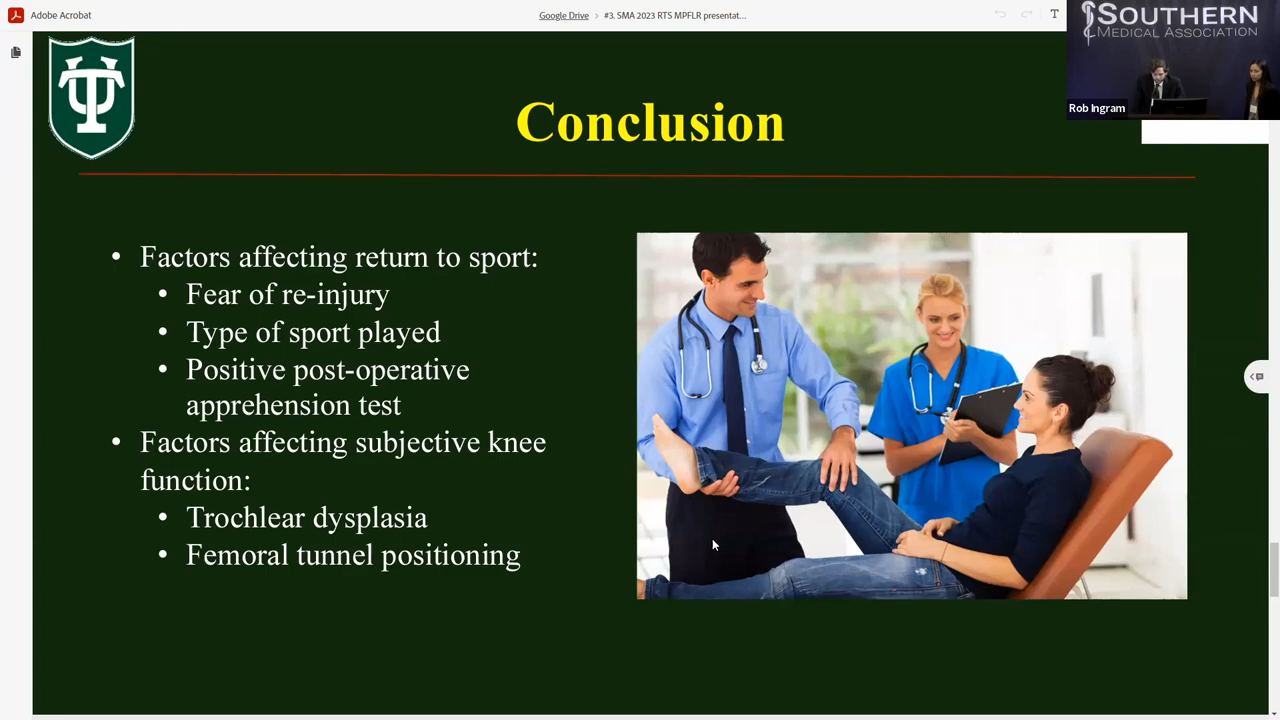 Adobe Acrobat
Google Drive > #3. SMA 2023 RTS MPFLR presentat...
T
SOUTHERN
MEDICAL ASSOCIATION
Rob Ingram
TU
Conclusion
• Factors affecting return to sport:
• Fear of re-injury
• Type of sport played
• Positive post-operative
apprehension test
• Factors affecting subjective knee
function:
• Trochlear dysplasia
• Femoral tunnel positioning